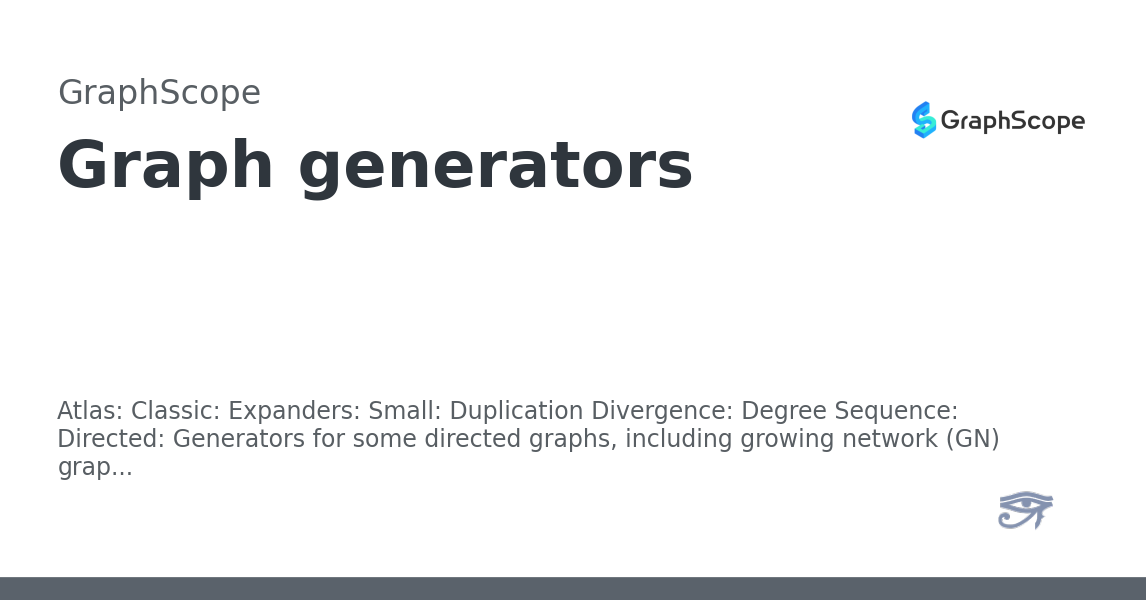 GraphScope
GraphScope
Graph generators
Atlas: Classic: Expanders: Small: Duplication Divergence: Degree Sequence:
Directed: Generators for some directed graphs, including growing network (GN)
grap...